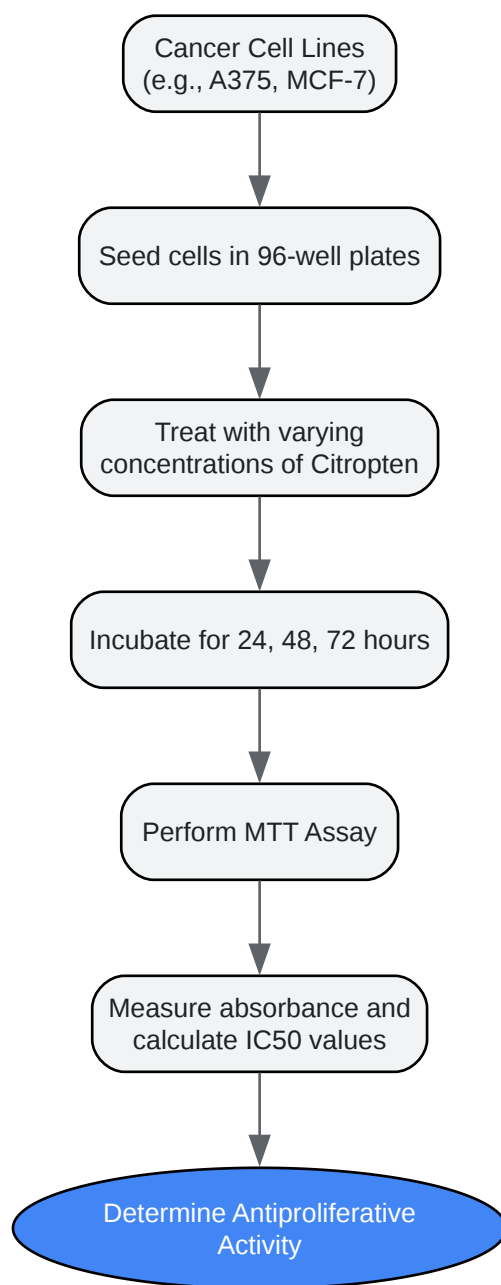 Cancer Cell Lines
(e.g., A375, MCF-7)
Seed cells in 96-well plates
Treat with varying
concentrations of Citropten
Incubate for 24, 48, 72 hours
Perform MTT Assay
Measure absorbance and
calculate IC50 values
Determine Antiproliferative
Activity